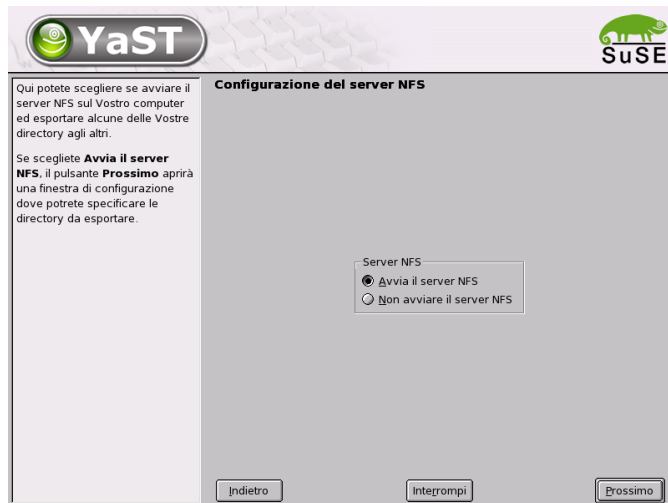 YaST
SuSE
Qui potete scegliere se avviare il
server NFS sul Vostro computer
ed esportare alcune delle Vostre
directory agli altri.
Se scegliete Avvia il server
NFS, il pulsante Prossimo aprirà
una finestra di configurazione
dove potrete specificare le
directory da esportare.
Configurazione del server NFS
Server NFS
Avvia il server NFS
Non avviare il server NFS
Indietro
Interrompi
Prossimo